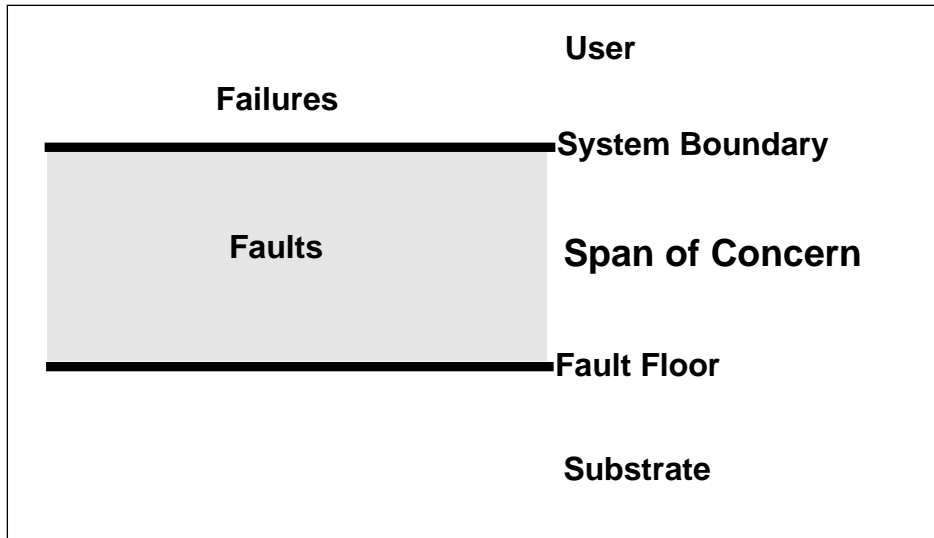 User
Failures
System Boundary
Faults
Span of Concern
Fault Floor
Substrate